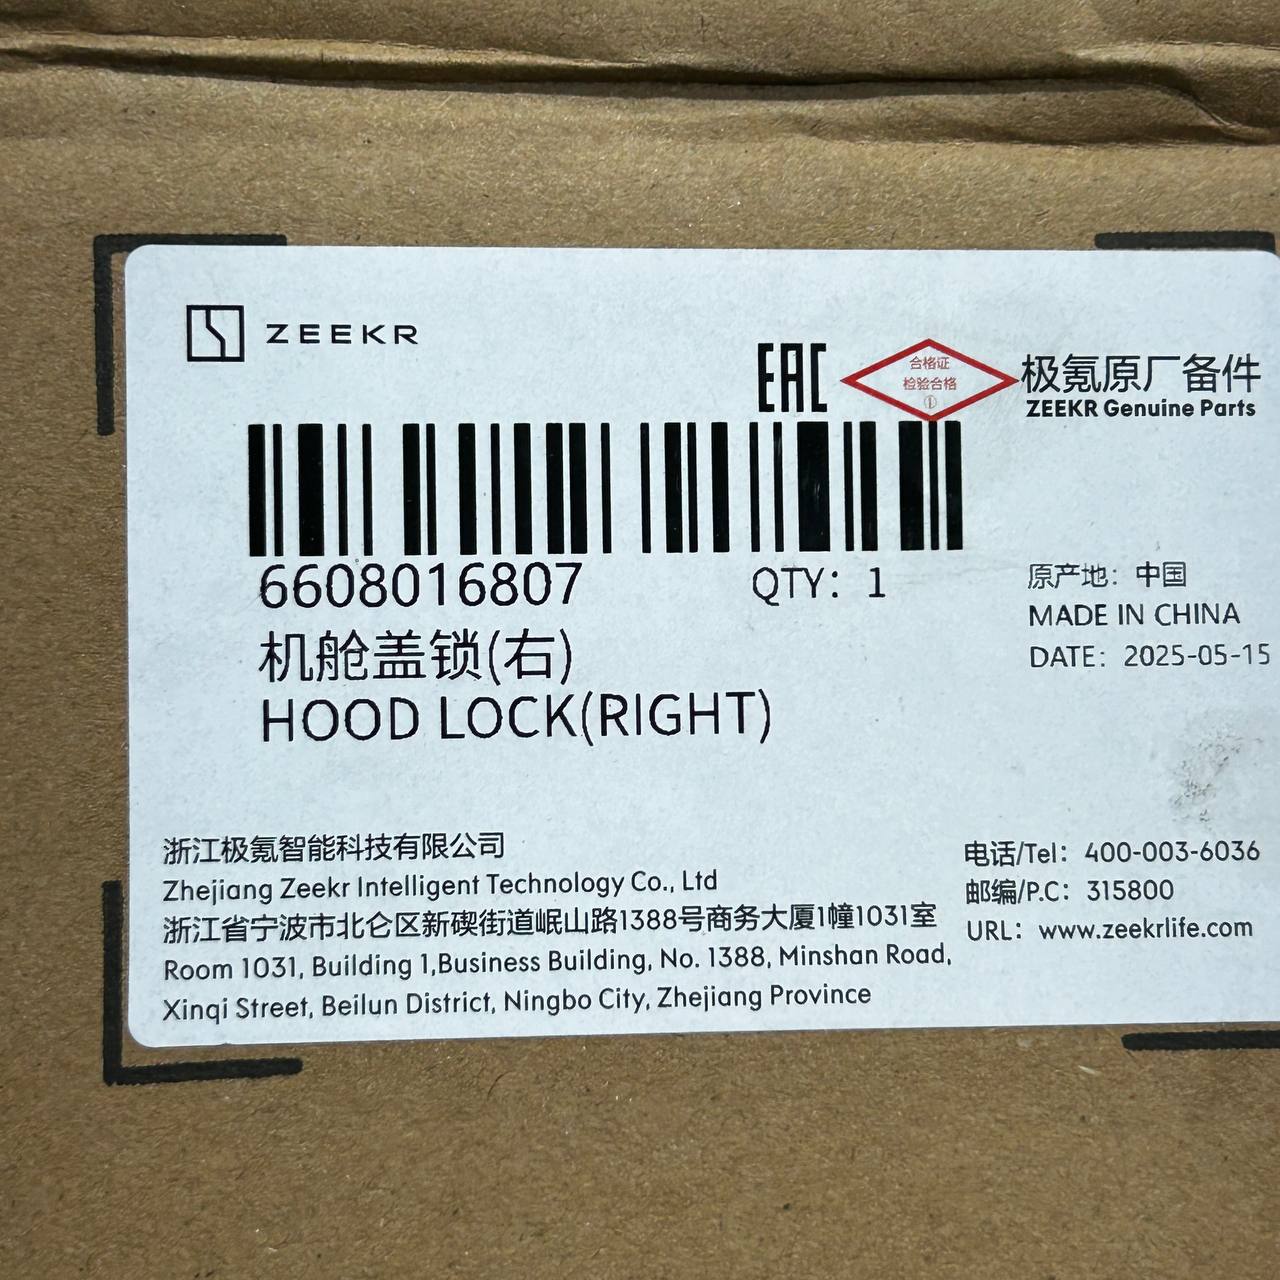 ZEEKR
EAC
合格证
检验合格
①
极氪原厂备件
ZEEKR Genuine Parts
6608016807
QTY：1
机舱盖锁(右)
HOOD LOCK(RIGHT)
原产地：中国
MADE IN CHINA
DATE：2025-05-15
浙江极氪智能科技有限公司
Zhejiang Zeekr Intelligent Technology Co., Ltd
浙江省宁波市北仑区新碶街道岷山路1388号商务大厦1幢1031室
Room 1031, Building 1,Business Building, No. 1388, Minshan Road,
Xinqi Street, Beilun District, Ningbo City, Zhejiang Province
电话/Tel：400-003-6036
邮编/P.C：315800
URL：www.zeekrlife.com